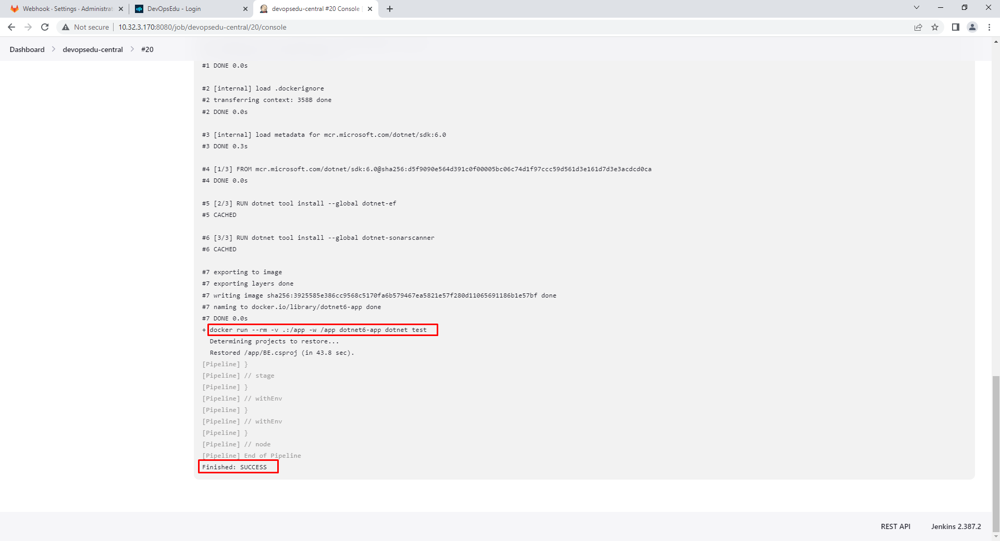 Webhook · Settings · Administrat
DevOpsEdu - Login
devopsedu-central #20 Console
Not secure
10.32.3.170:8080/job/devopsedu-central/20/console
Dashboard
devopsedu-central
#20
#1 DONE 0.0s
#2 [internal] load .dockerignore
#2 transferring context: 358B done
#2 DONE 0.0s
#3 [internal] load metadata for mcr.microsoft.com/dotnet/sdk:6.0
#3 DONE 0.3s
#4 [1/3] FROM mcr.microsoft.com/dotnet/sdk:6.0@sha256:d5f9090e564d391c0f00005bc06c74d1f97ccc59d561d3e161d7d3e3acdcd0ca
#4 DONE 0.0s
#5 [2/3] RUN dotnet tool install --global dotnet-ef
#5 CACHED
#6 [3/3] RUN dotnet tool install --global dotnet-sonarscanner
#6 CACHED
#7 exporting to image
#7 exporting layers done
#7 writing image sha256:3925585e386cc9568c5170fa6b579467ea5821e57f280d11065691186b1e57bf done
#7 naming to docker.io/library/dotnet6-app done
#7 DONE 0.0s
+ docker run --rm -v .:/app -w /app dotnet6-app dotnet test
Determining projects to restore...
Restored /app/BE.csproj (in 43.8 sec).
[Pipeline] }
[Pipeline] // stage
[Pipeline] }
[Pipeline] // withEnv
[Pipeline] }
[Pipeline] // withEnv
[Pipeline] }
[Pipeline] // node
[Pipeline] End of Pipeline
Finished: SUCCESS
REST API
Jenkins 2.387.2